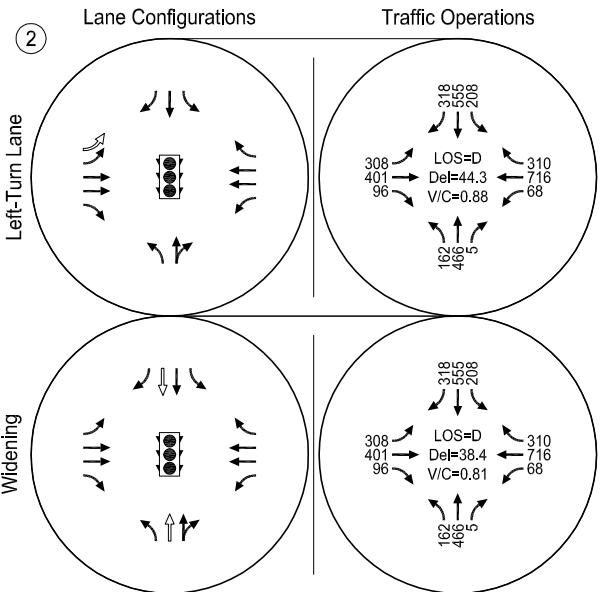 Lane Configurations
Traffic Operations
2
Left-Turn Lane
318
555
208
308
401
96
LOS=D
Del=44.3
V/C=0.88
310
716
68
162
466
5
Widening
318
555
208
308
401
96
LOS=D
Del=38.4
V/C=0.81
310
716
68
162
466
5